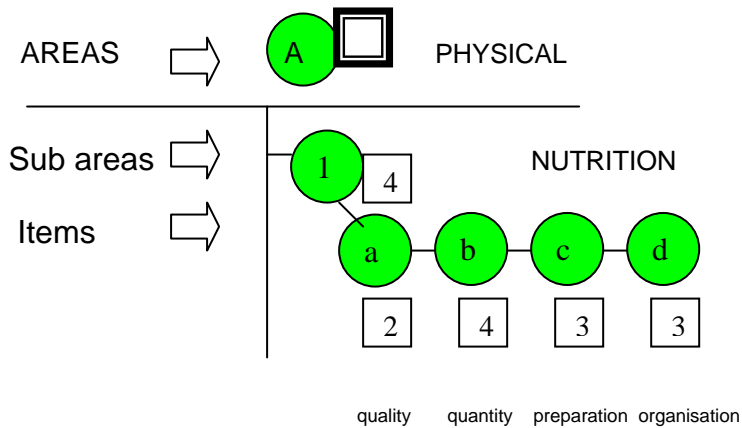 AREAS A PHYSICAL
Sub areas 1 4 NUTRITION
Items
a b c d
2 4 3 3
quality quantity preparation organisation